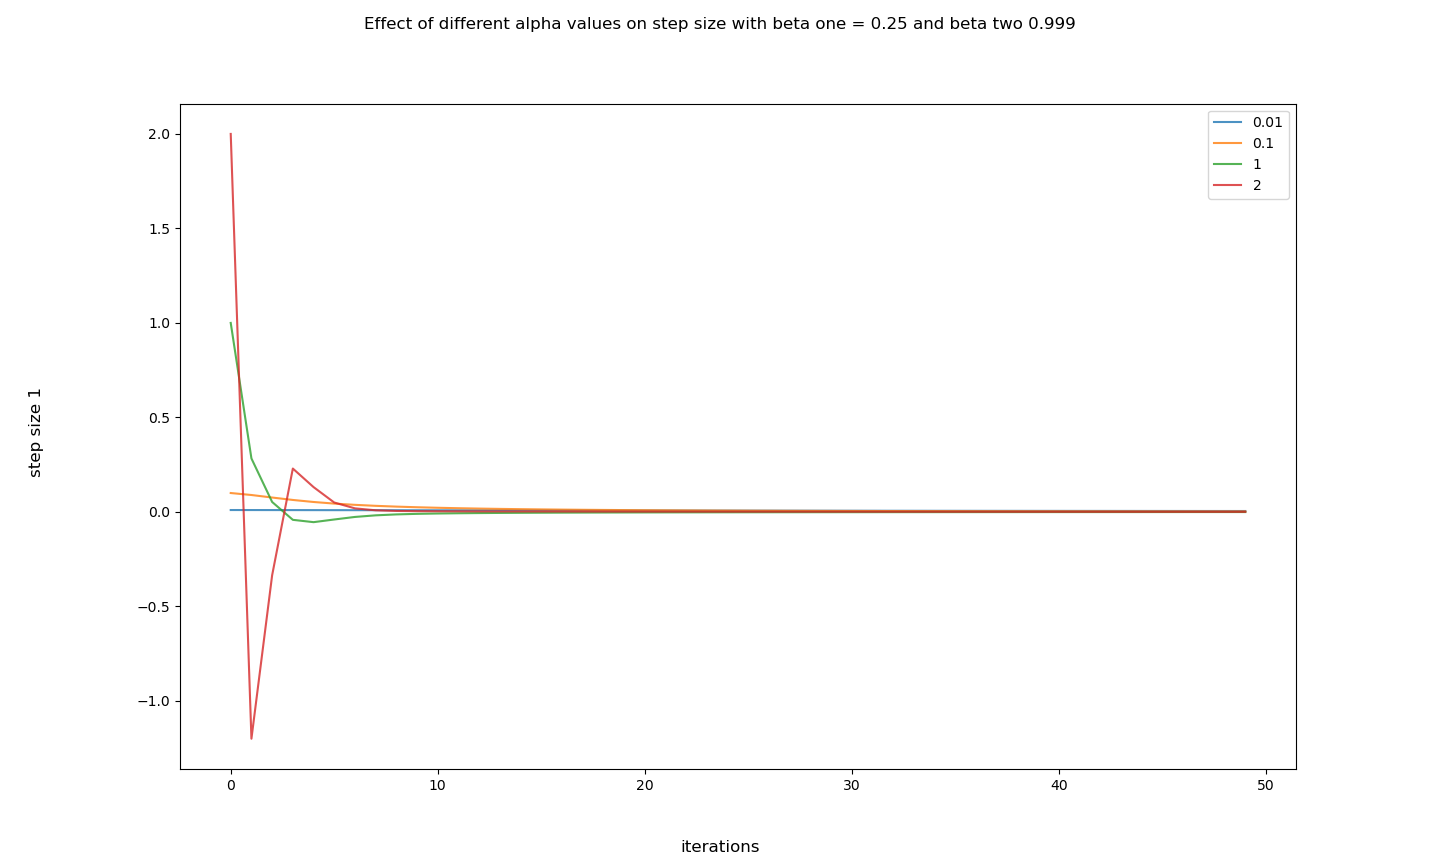 Effect of different alpha values on step size with beta one = 0.25 and beta two 0.999
0.01
0.1
1
2
2.0
1.5
1.0
0.5
0.0
−0.5
−1.0
step size 1
0 10 20 30 40 50
iterations